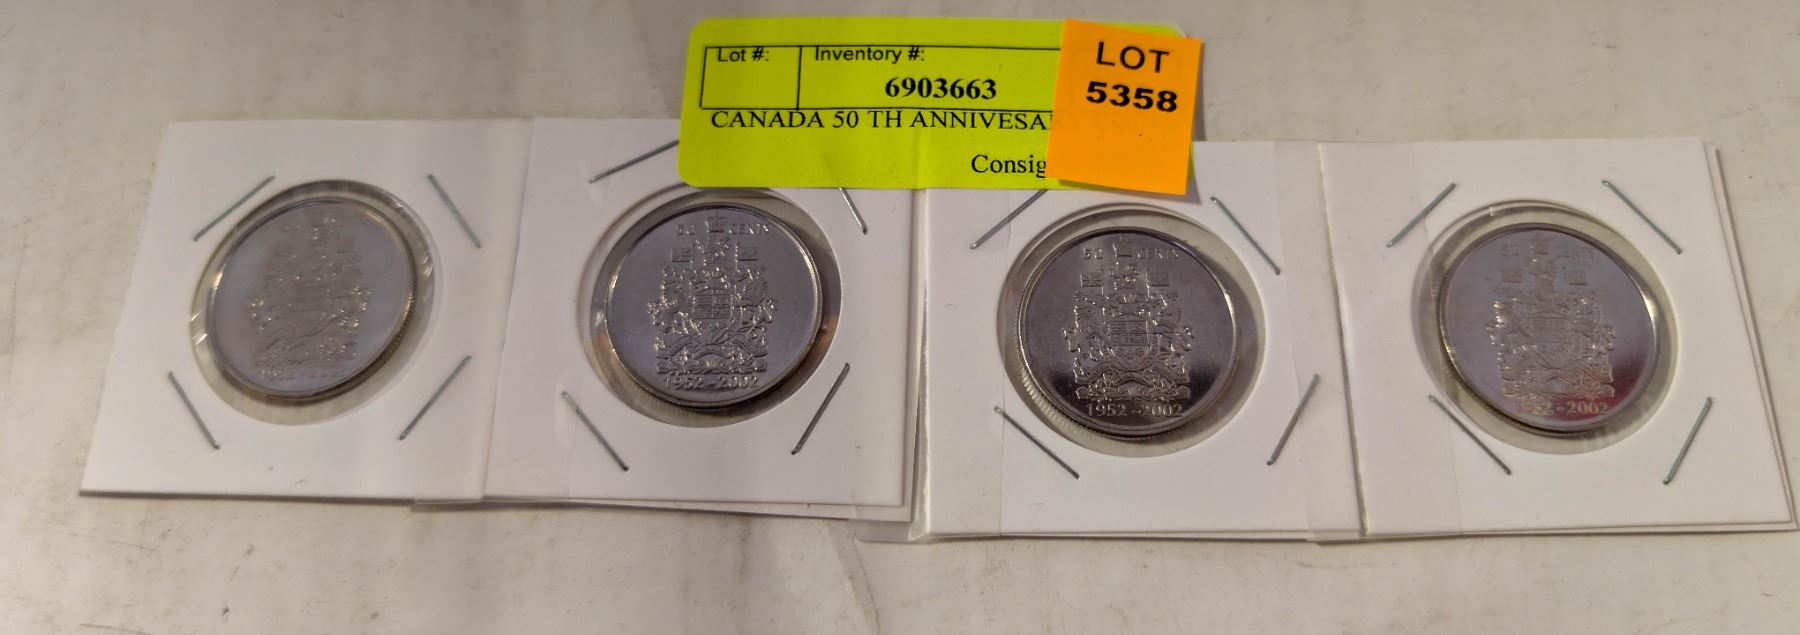 Lot #:
Inventory #:
6903663
LOT
5358
CANADA 50 TH ANNIVESA
Consig
1952
50 CENTS
1952-2002
50 CENTS
1952-2002
CENTS
-2002